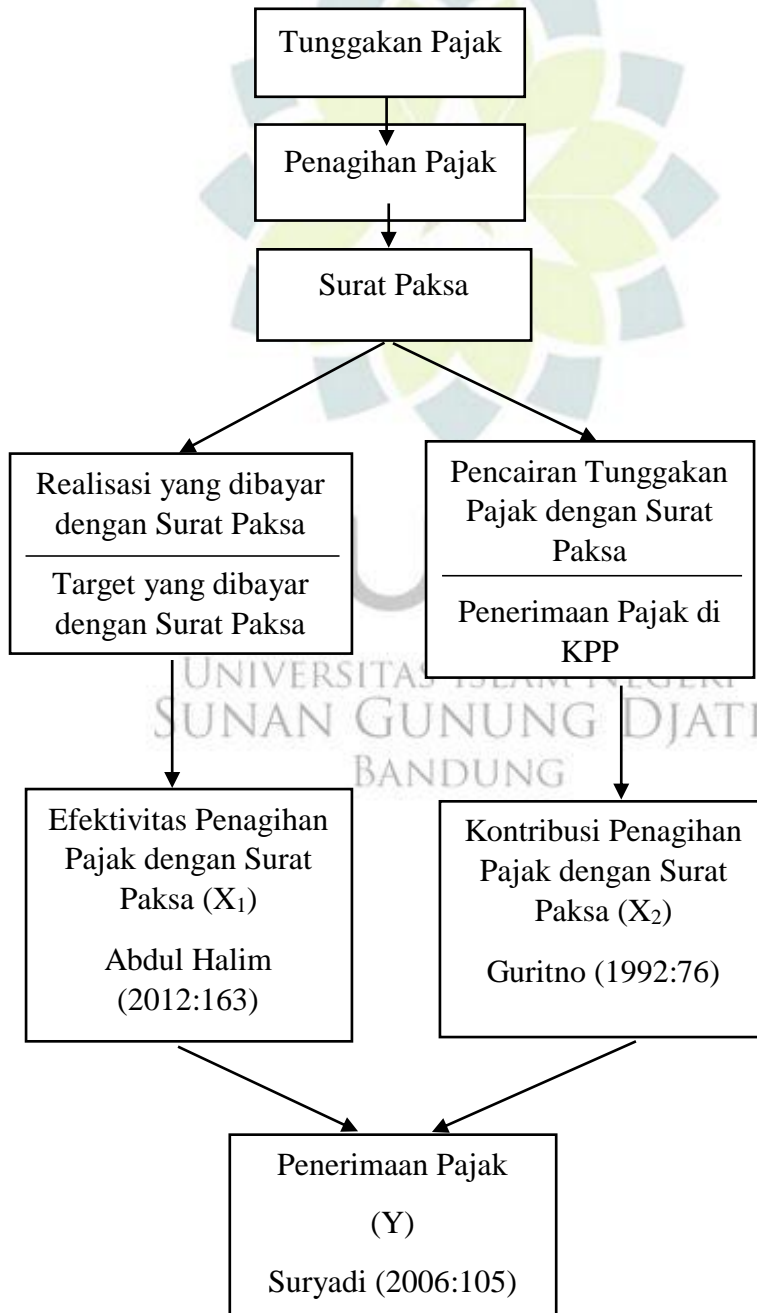 Tunggakan Pajak
Penagihan Pajak
Surat Paksa
Realisasi yang dibayar
dengan Surat Paksa
Target yang dibayar
dengan Surat Paksa
Pencairan Tunggakan
Pajak dengan Surat
Paksa
Penerimaan Pajak di
KPP
UNIVERSITAS ISLAM NEGERI
SUNAN GUNUNG DJATI
BANDUNG
Efektivitas Penagihan
Pajak dengan Surat
Paksa (X₁)
Abdul Halim
(2012:163)
Kontribusi Penagihan
Pajak dengan Surat
Paksa (X₂)
Guritno (1992:76)
Penerimaan Pajak
(Y)
Suryadi (2006:105)